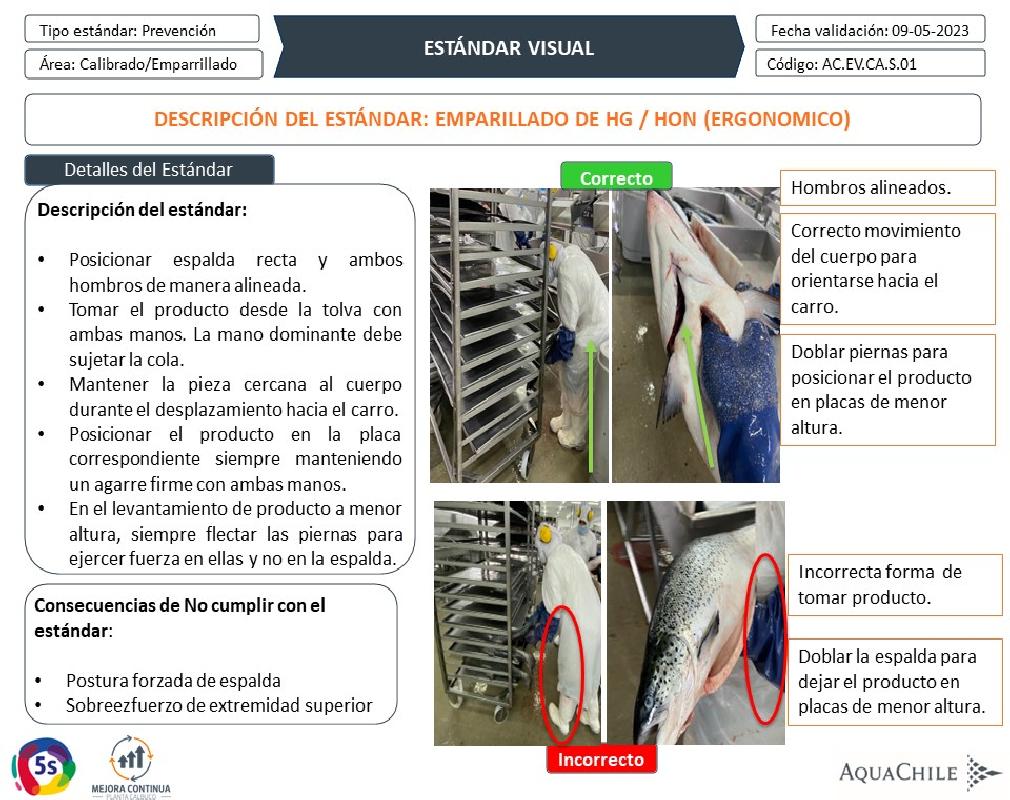 Tipo estándar: Prevención
Área: Calibrado/Emparrillado
ESTÁNDAR VISUAL
Fecha validación: 09-05-2023
Código: AC.EV.CA.S.01
DESCRIPCIÓN DEL ESTÁNDAR: EMPARILLADO DE HG / HON (ERGONOMICO)
Detalles del Estándar
Descripción del estándar:
• Posicionar espalda recta y ambos
hombros de manera alineada.
• Tomar el producto desde la tolva con
ambas manos. La mano dominante debe
sujetar la cola.
• Mantener la pieza cercana al cuerpo
durante el desplazamiento hacia el carro.
• Posicionar el producto en la placa
correspondiente siempre manteniendo
un agarre firme con ambas manos.
• En el levantamiento de producto a menor
altura, siempre flectar las piernas para
ejercer fuerza en ellas y no en la espalda.
Consecuencias de No cumplir con el
estándar:
• Postura forzada de espalda
• Sobreezfuerzo de extremidad superior
Correcto
Hombros alineados.
Correcto movimiento
del cuerpo para
orientarse hacia el
carro.
Doblar piernas para
posicionar el producto
en placas de menor
altura.
Incorrecta forma de
tomar producto.
Doblar la espalda para
dejar el producto en
placas de menor altura.
Incorrecto
5s
MEJORA CONTINUA
PLANTA CALBUCO
AQUACHILE